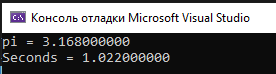 Консоль отладки Microsoft Visual Studio
pi = 3.168000000
Seconds = 1.022000000